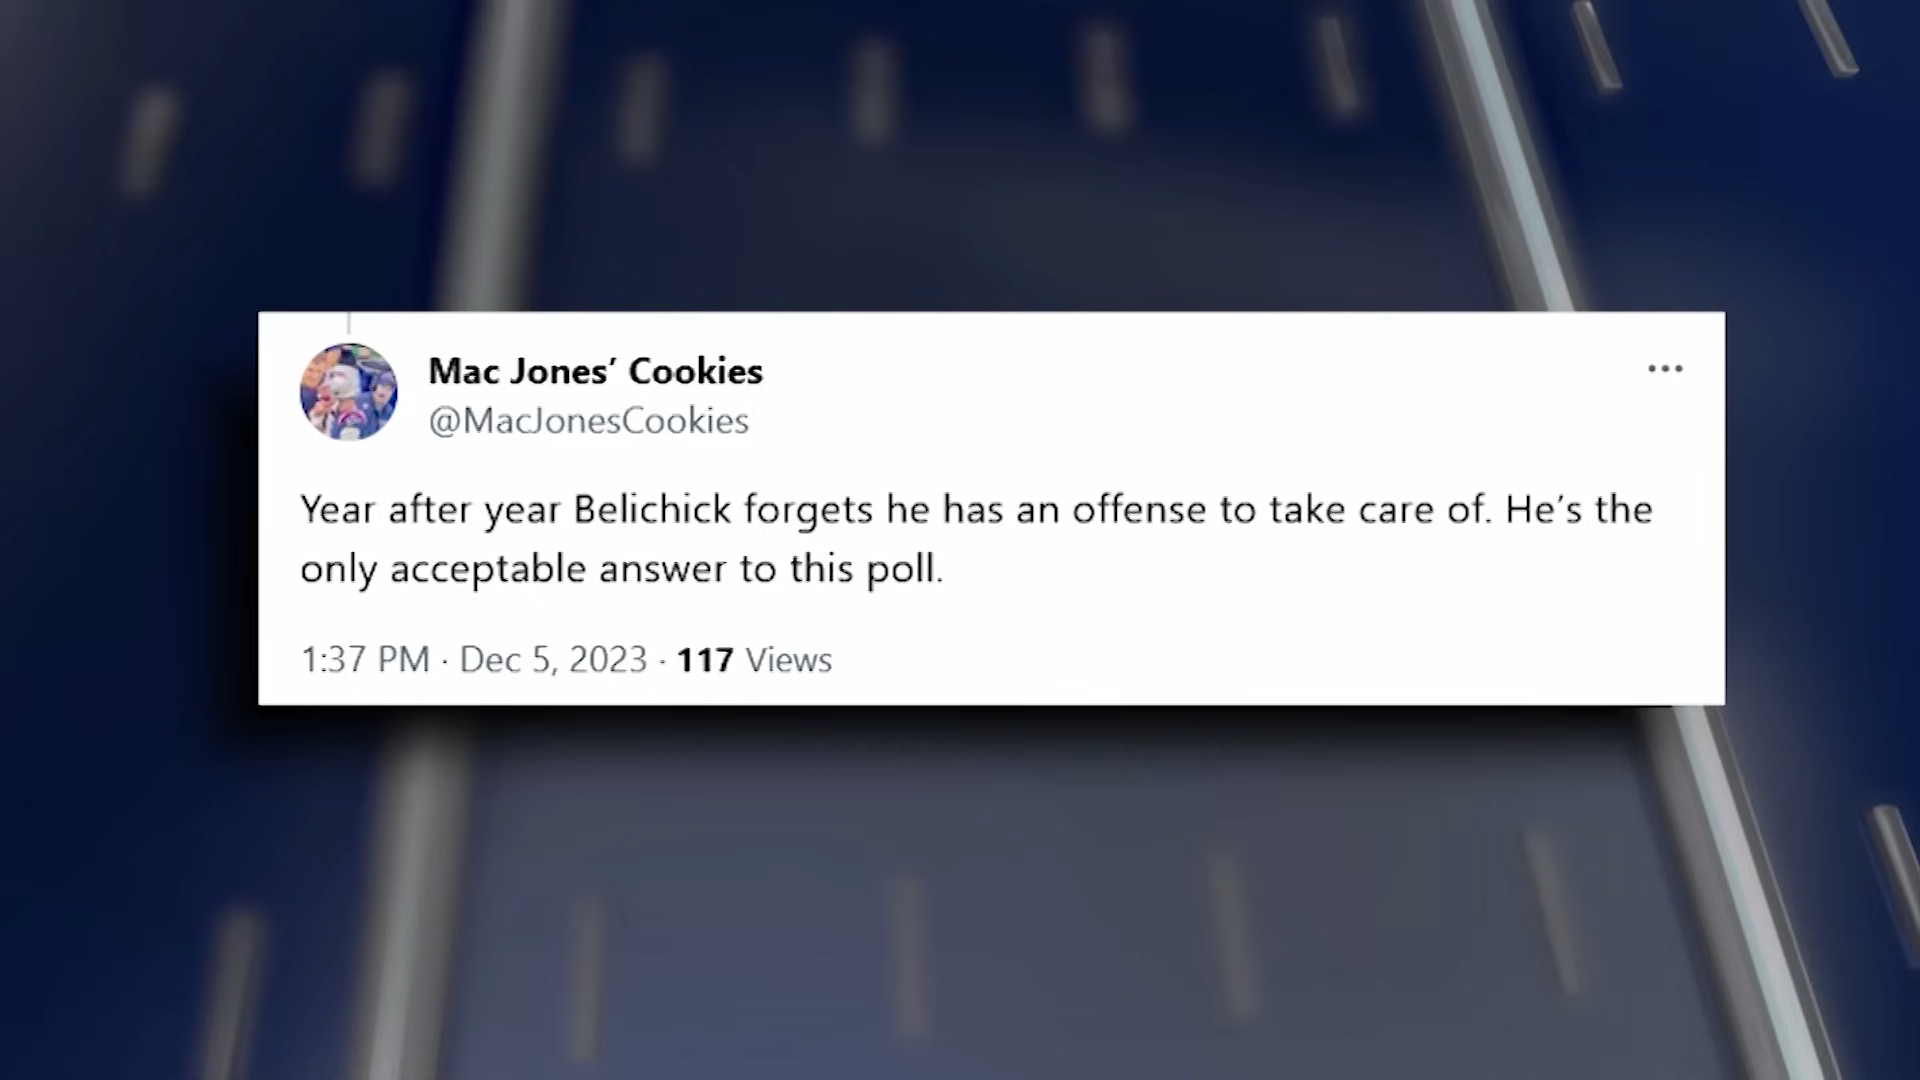 Mac Jones’ Cookies
@MacJonesCookies
Year after year Belichick forgets he has an offense to take care of. He’s the
only acceptable answer to this poll.
1:37 PM · Dec 5, 2023 · 117 Views